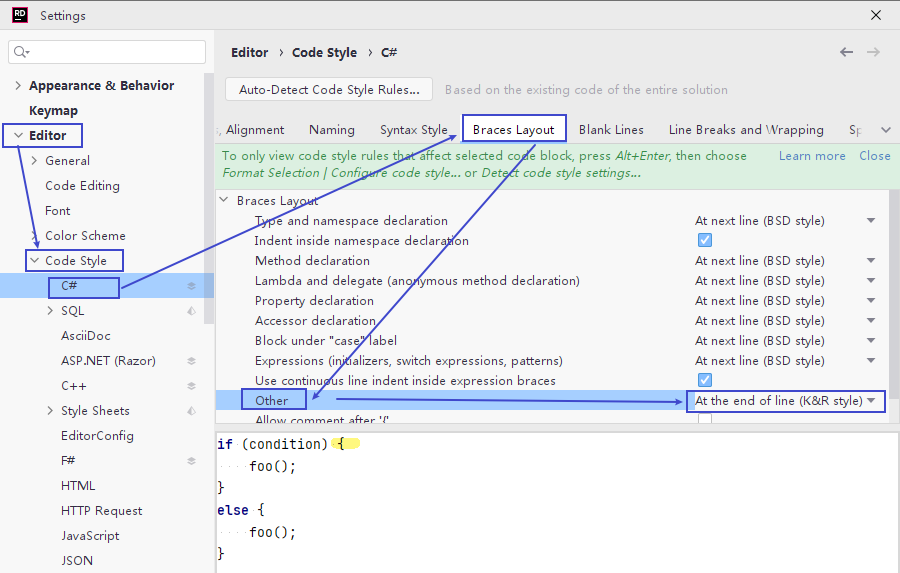 RD Settings
Editor › Code Style › C#
Appearance & Behavior
Keymap
Editor
General
Code Editing
Font
Color Scheme
Code Style
C#
SQL
AsciiDoc
ASP.NET (Razor)
C++
Style Sheets
EditorConfig
F#
HTML
HTTP Request
JavaScript
JSON
Auto-Detect Code Style Rules... Based on the existing code of the entire solution
, Alignment Naming Syntax Style Braces Layout Blank Lines Line Breaks and Wrapping Sp
To only view code style rules that affect selected code block, press Alt+Enter, then choose Learn more Close
Format Selection | Configure code style... or Detect code style settings...
Braces Layout
Type and namespace declaration At next line (BSD style)
Indent inside namespace declaration
Method declaration At next line (BSD style)
Lambda and delegate (anonymous method declaration) At next line (BSD style)
Property declaration At next line (BSD style)
Accessor declaration At next line (BSD style)
Block under "case" label At next line (BSD style)
Expressions (initializers, switch expressions, patterns) At next line (BSD style)
Use continuous line indent inside expression braces
Other At the end of line (K&R style)
Allow comment after '{'
if (condition) {
····foo();
}
else {
····foo();
}